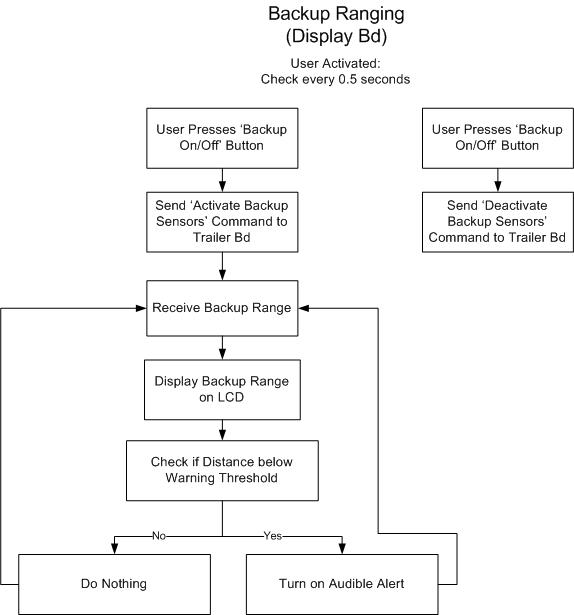 Backup Ranging
(Display Bd)
User Activated:
Check every 0.5 seconds
User Presses ‘Backup
On/Off’ Button
Send ‘Activate Backup
Sensors’ Command to
Trailer Bd
Receive Backup Range
Display Backup Range
on LCD
Check if Distance below
Warning Threshold
No
Yes
Do Nothing
Turn on Audible Alert
User Presses ‘Backup
On/Off’ Button
Send ‘Deactivate
Backup Sensors’
Command to Trailer Bd